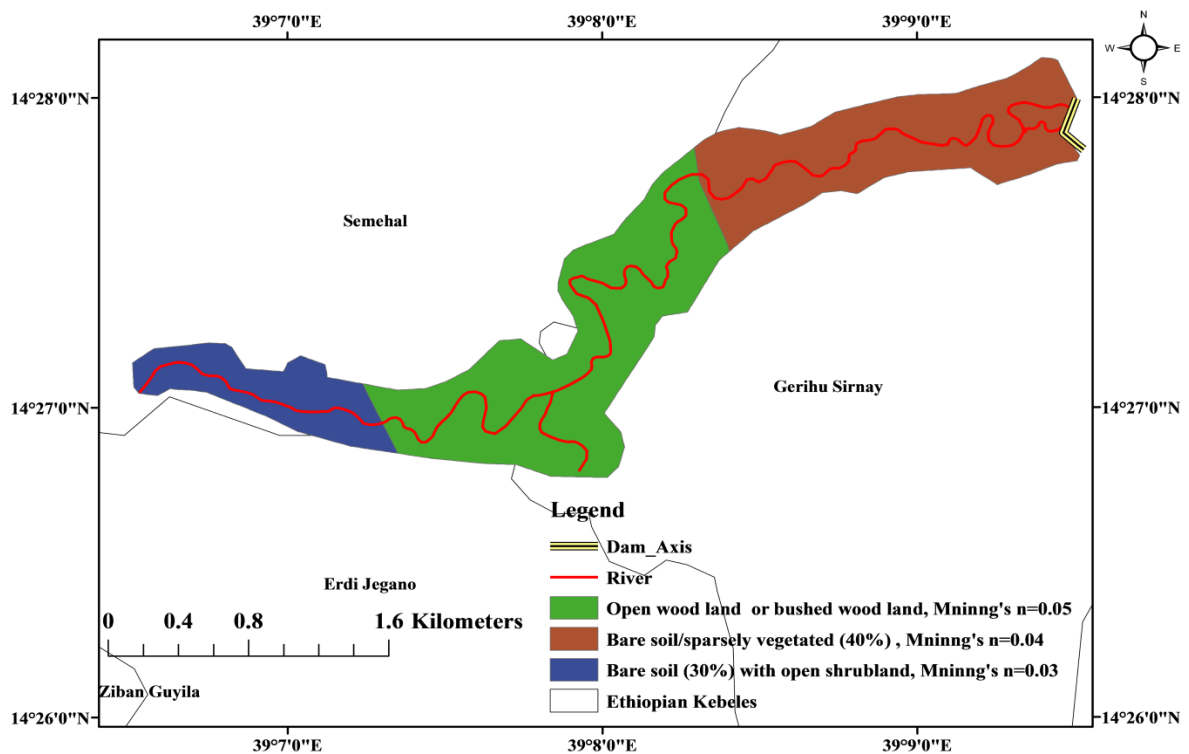 39°7'0"E 39°8'0"E 39°9'0"E
N
W E
S
14°28'0"N 14°28'0"N
Semehal
Gerihu Sirnay
14°27'0"N 14°27'0"N
Legend
Dam_Axis
River
Erdi Jegano
0 0.4 0.8 1.6 Kilometers
Open wood land or bushed wood land, Mninng's n=0.05
Bare soil/sparsely vegetated (40%) , Mninng's n=0.04
Bare soil (30%) with open shrubland, Mninng's n=0.03
Ziban Guyila
Ethiopian Kebeles
14°26'0"N 14°26'0"N
39°7'0"E 39°8'0"E 39°9'0"E